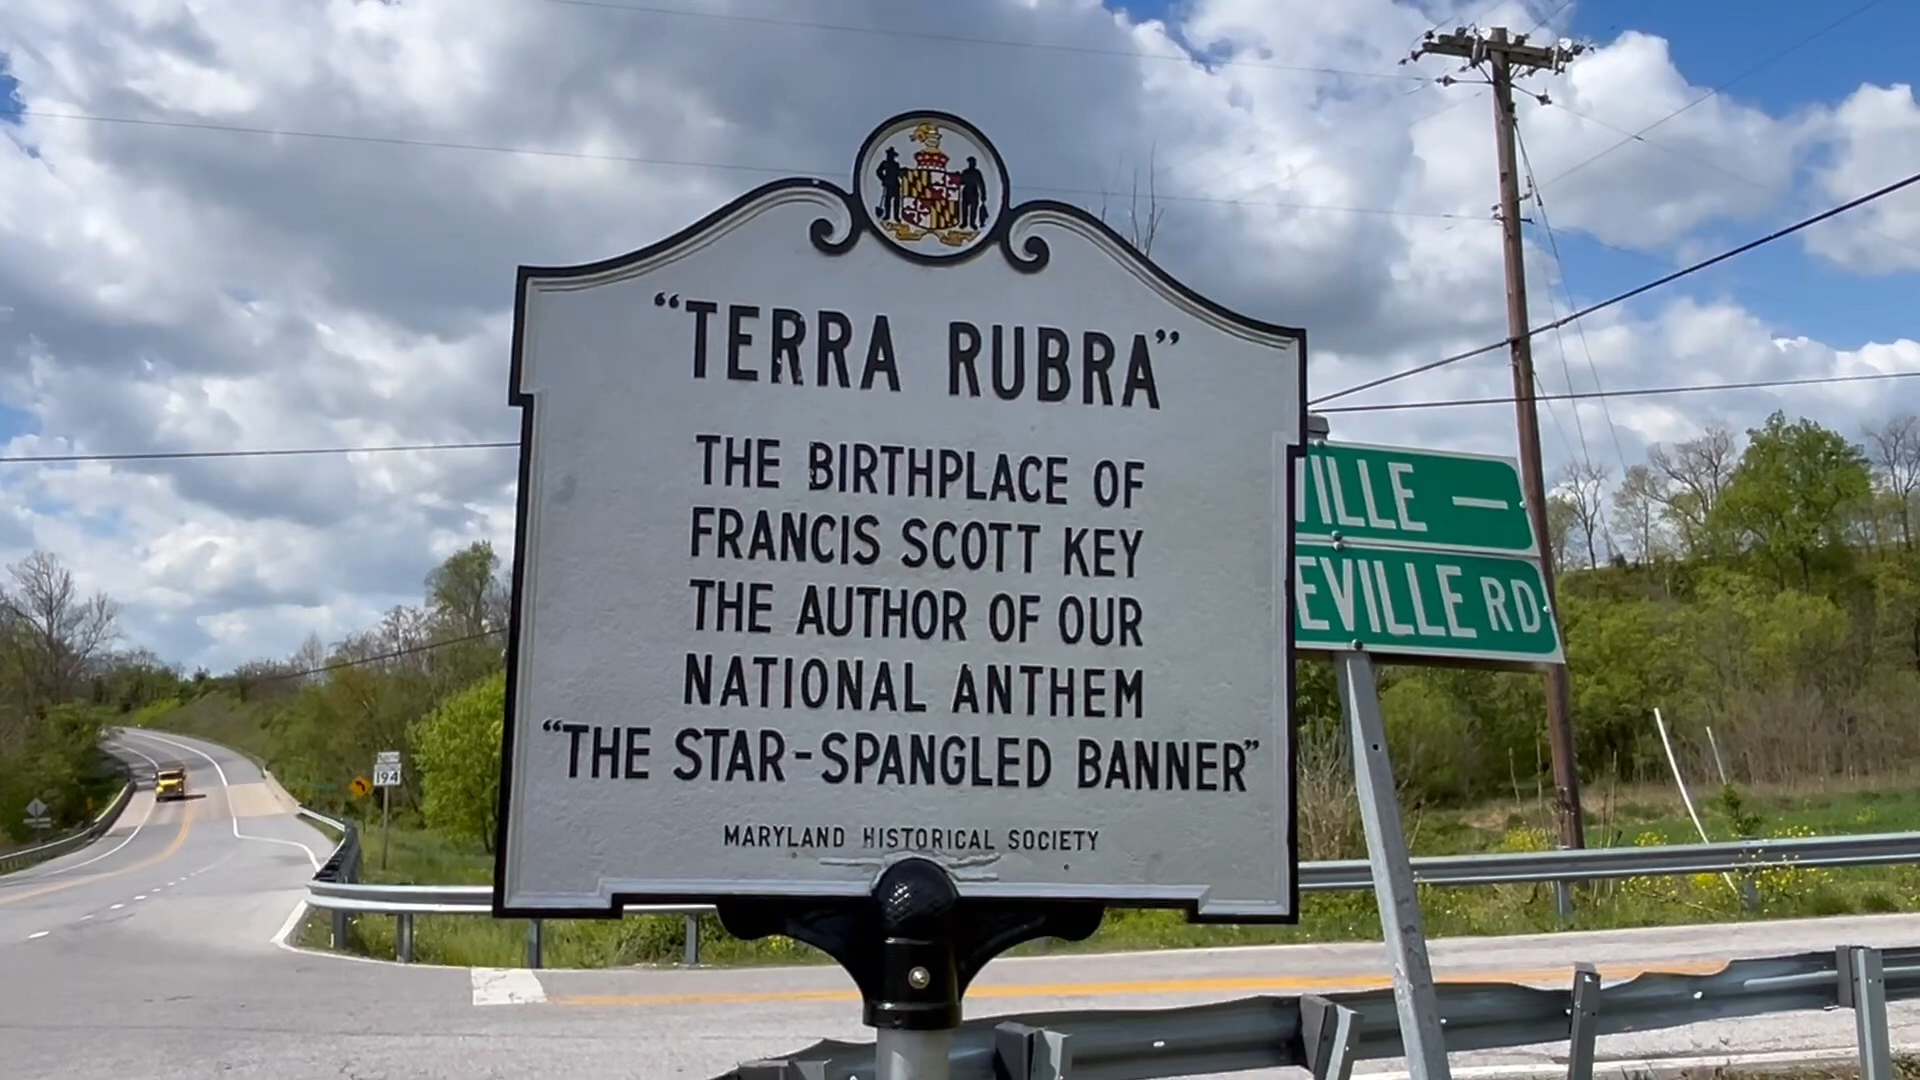 “TERRA RUBRA”
THE BIRTHPLACE OF
FRANCIS SCOTT KEY
THE AUTHOR OF OUR
NATIONAL ANTHEM
“THE STAR-SPANGLED BANNER”
MARYLAND HISTORICAL SOCIETY
VILLE
EVILLE RD
194